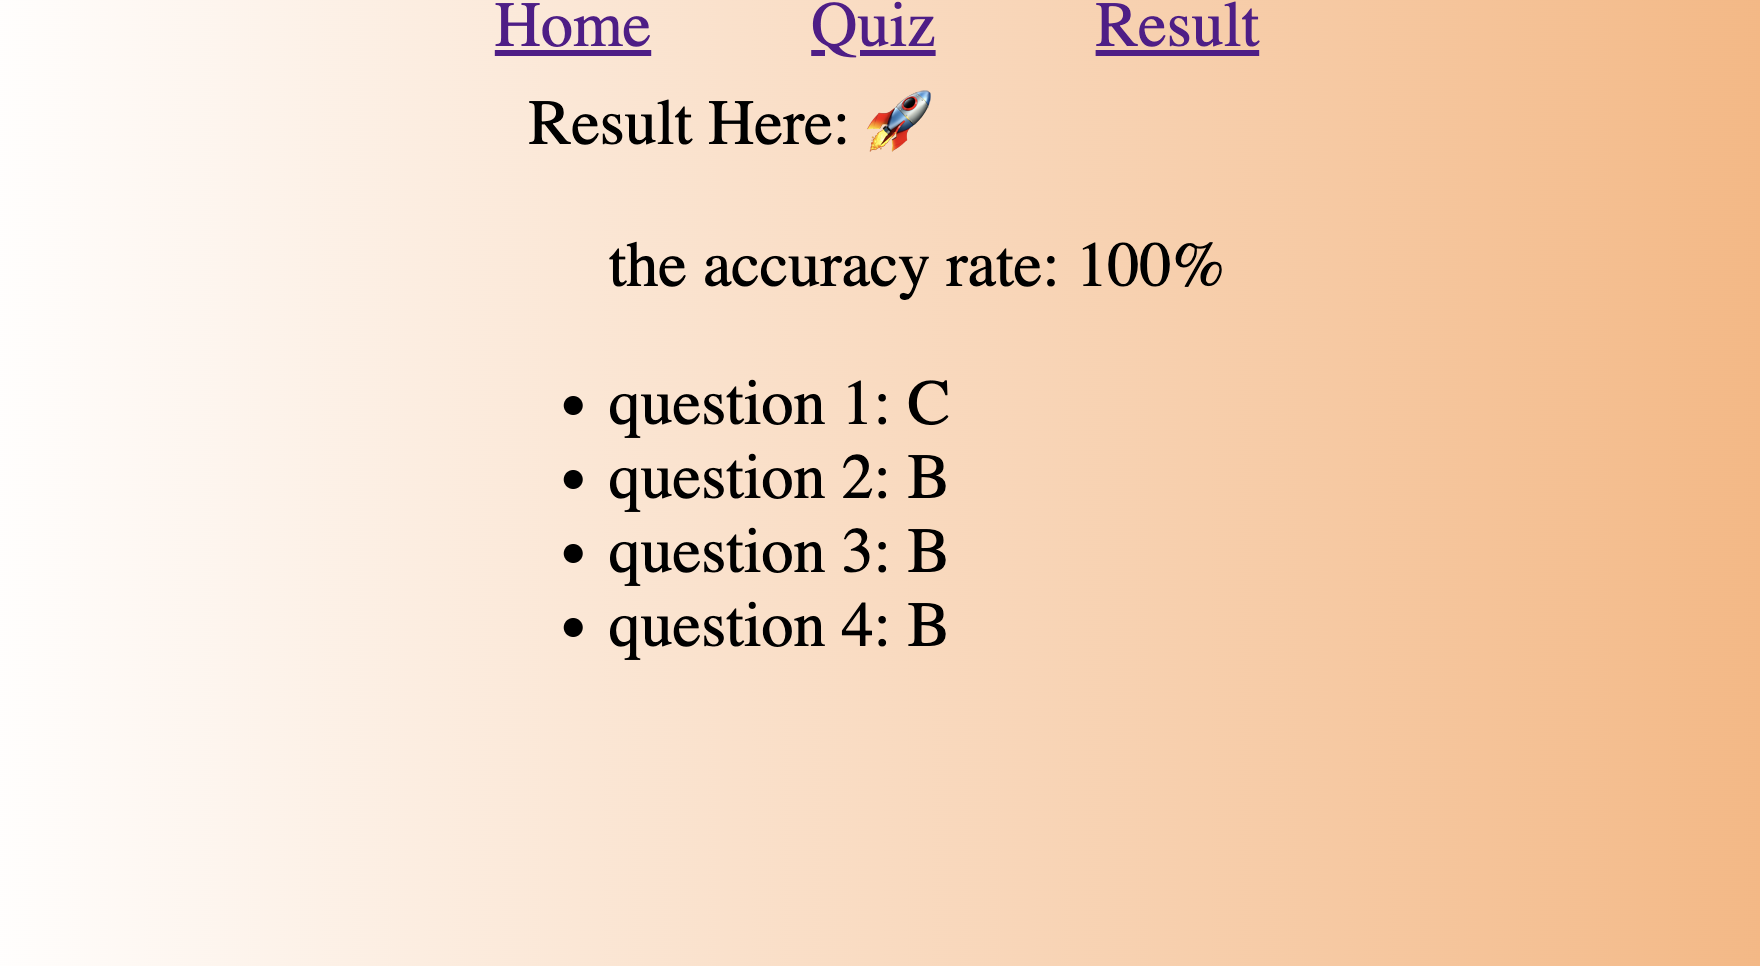 Home Quiz Result
Result Here: 🚀
the accuracy rate: 100%
• question 1: C
• question 2: B
• question 3: B
• question 4: B